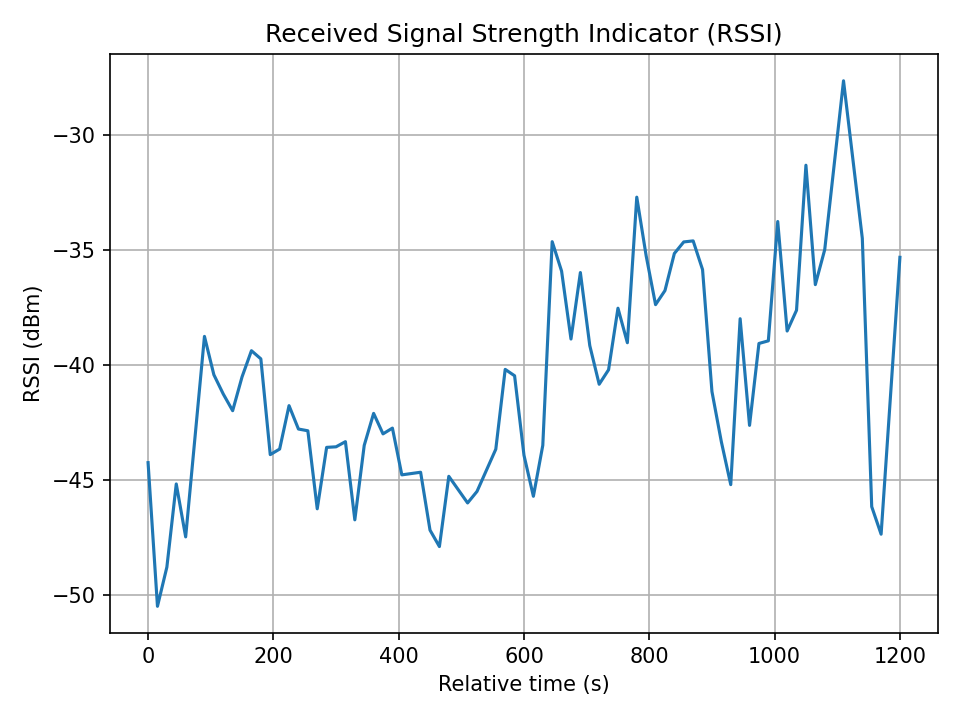 Received Signal Strength Indicator (RSSI)
RSSI (dBm)
−30
−35
−40
−45
−50
0 200 400 600 800 1000 1200
Relative time (s)